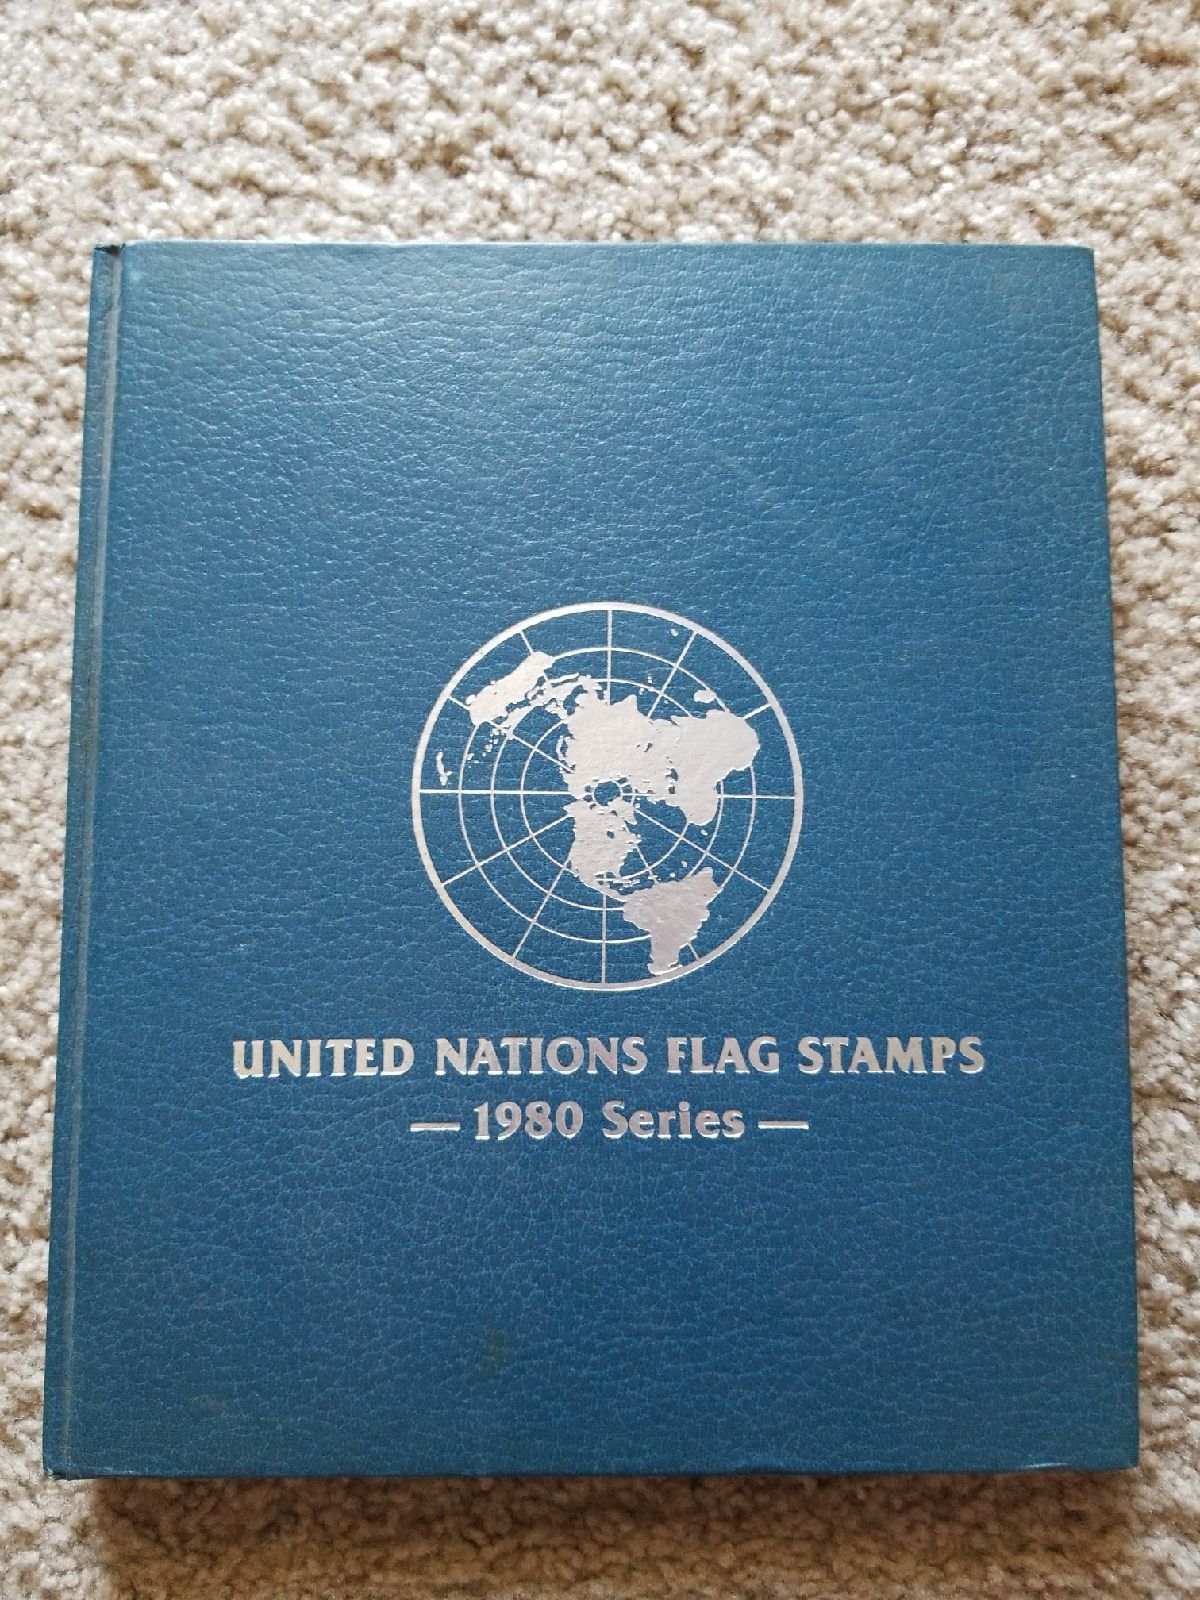 UNITED NATIONS FLAG STAMPS
— 1980 Series —